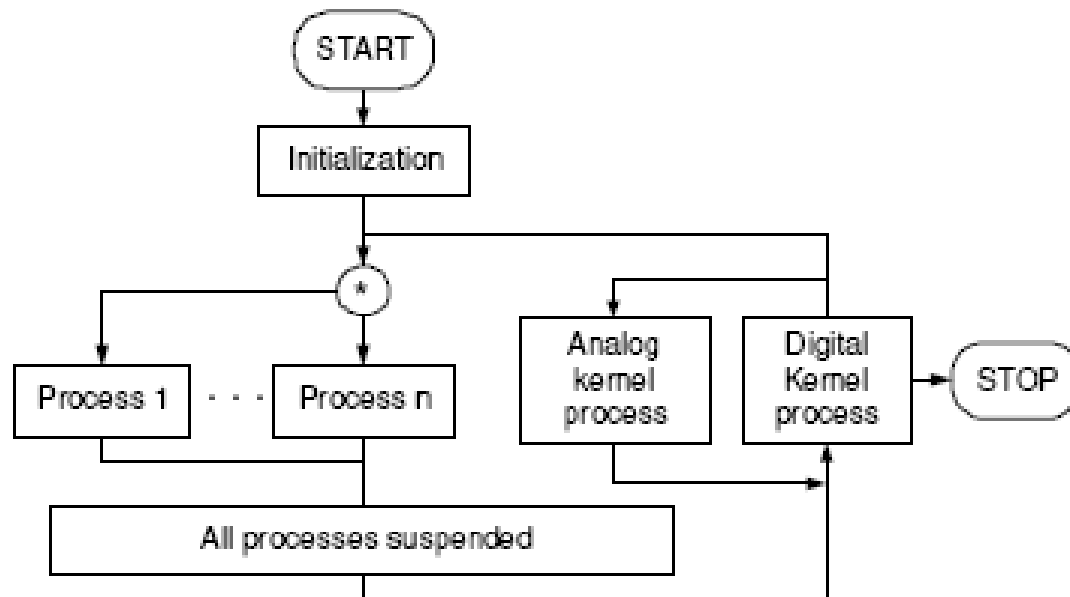 START
Initialization
*
Process 1
. . .
Process n
Analog
kernel
process
Digital
Kernel
process
STOP
All processes suspended